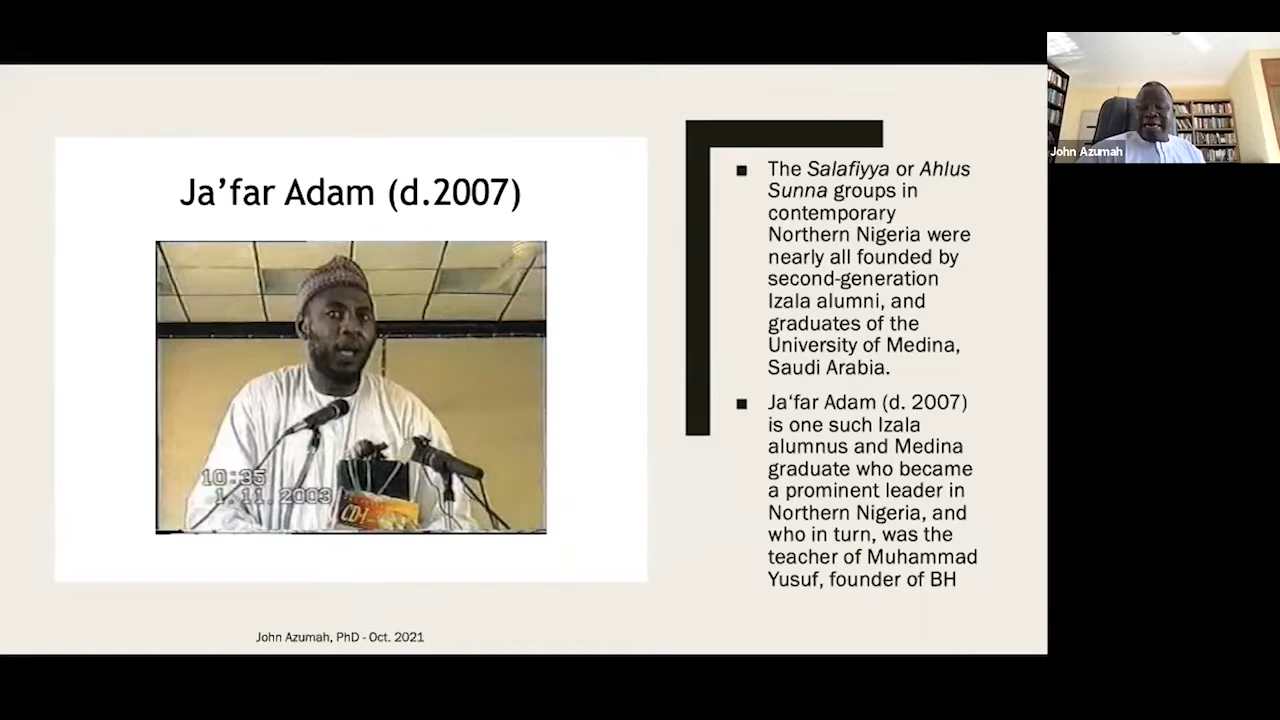 Ja’far Adam (d.2007)
10:35
1.11.2003
CD-1
■ The Salafiyya or Ahlus
Sunna groups in
contemporary
Northern Nigeria were
nearly all founded by
second-generation
Izala alumni, and
graduates of the
University of Medina,
Saudi Arabia.
■ Ja‘far Adam (d. 2007)
is one such Izala
alumnus and Medina
graduate who became
a prominent leader in
Northern Nigeria, and
who in turn, was the
teacher of Muhammad
Yusuf, founder of BH
John Azumah, PhD - Oct. 2021
John Azumah